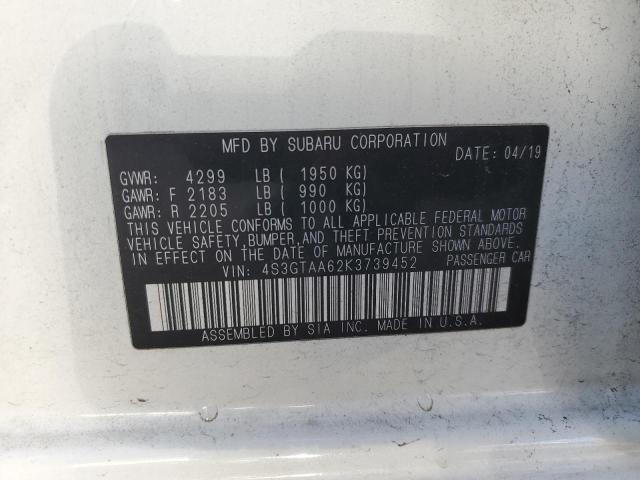 MFD BY SUBARU CORPORATION
DATE: 04/19
GVWR: 4299 LB ( 1950 KG)
GAWR: F 2183 LB ( 990 KG)
GAWR: R 2205 LB ( 1000 KG)
THIS VEHICLE CONFORMS TO ALL APPLICABLE FEDERAL MOTOR
VEHICLE SAFETY, BUMPER, AND THEFT PREVENTION STANDARDS
IN EFFECT ON THE DATE OF MANUFACTURE SHOWN ABOVE.
VIN: 4S3GTAA62K3739452 PASSENGER CAR
ASSEMBLED BY SIA INC. MADE IN U.S.A.